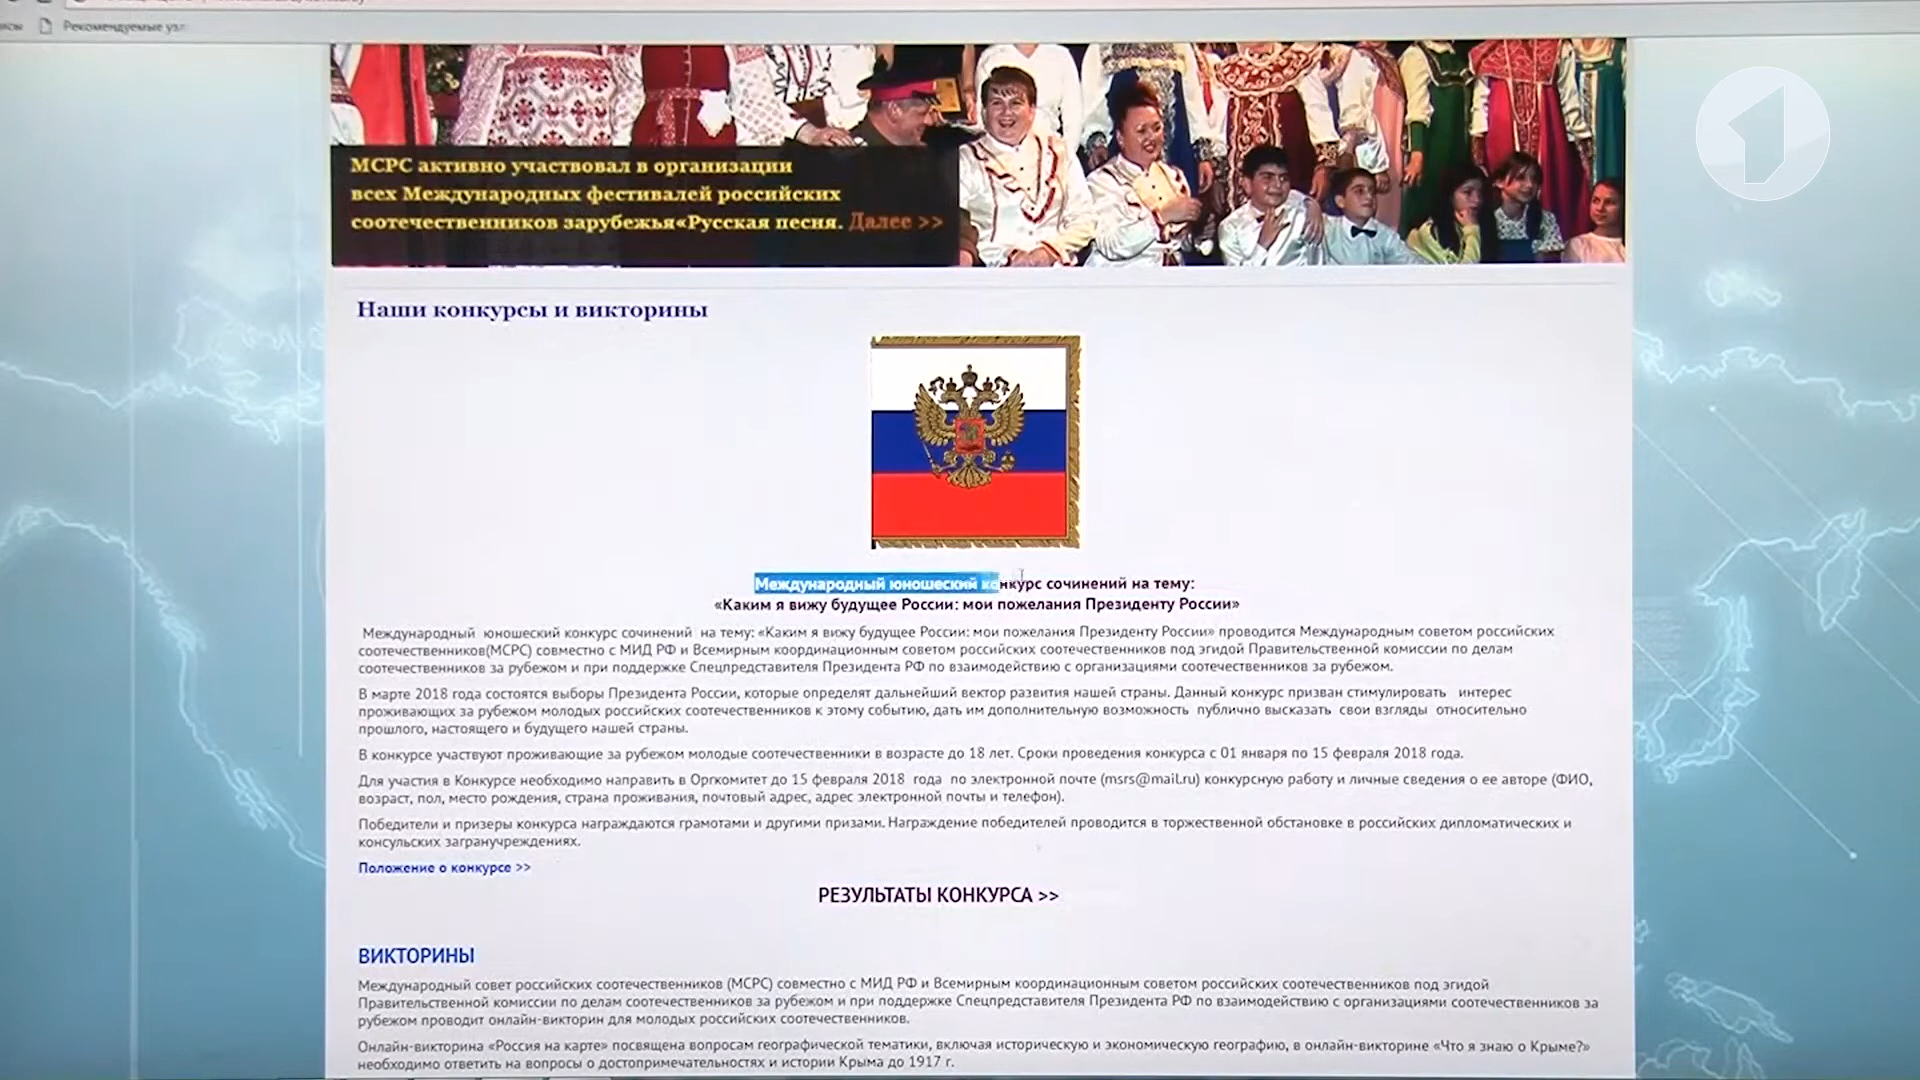 Рекомендуемые узл
МСРС активно участвовал в организации
всех Международных фестивалей российских
соотечественников зарубежья«Русская песня. Далее >>
Наши конкурсы и викторины
Международный юношеский конкурс сочинений на тему:
«Каким я вижу будущее России: мои пожелания Президенту России»
Международный юношеский конкурс сочинений на тему: «Каким я вижу будущее России: мои пожелания Президенту России» проводится Международным советом российских
соотечественников(МСРС) совместно с МИД РФ и Всемирным координационным советом российских соотечественников под эгидой Правительственной комиссии по делам
соотечественников за рубежом и при поддержке Спецпредставителя Президента РФ по взаимодействию с организациями соотечественников за рубежом.
В марте 2018 года состоятся выборы Президента России, которые определят дальнейший вектор развития нашей страны. Данный конкурс призван стимулировать интерес
проживающих за рубежом молодых российских соотечественников к этому событию, дать им дополнительную возможность публично высказать свои взгляды относительно
прошлого, настоящего и будущего нашей страны.
В конкурсе участвуют проживающие за рубежом молодые соотечественники в возрасте до 18 лет. Сроки проведения конкурса с 01 января по 15 февраля 2018 года.
Для участия в Конкурсе необходимо направить в Оргкомитет до 15 февраля 2018 года по электронной почте (msrs@mail.ru) конкурсную работу и личные сведения о ее авторе (ФИО,
возраст, пол, место рождения, страна проживания, почтовый адрес, адрес электронной почты и телефон).
Победители и призеры конкурса награждаются грамотами и другими призами. Награждение победителей проводится в торжественной обстановке в российских дипломатических и
консульских загранучреждениях.
Положение о конкурсе >>
РЕЗУЛЬТАТЫ КОНКУРСА >>
ВИКТОРИНЫ
Международный совет российских соотечественников (МСРС) совместно с МИД РФ и Всемирным координационным советом российских соотечественников под эгидой
Правительственной комиссии по делам соотечественников за рубежом и при поддержке Спецпредставителя Президента РФ по взаимодействию с организациями соотечественников за
рубежом проводит онлайн-викторин для молодых российских соотечественников.
Онлайн-викторина «Россия на карте» посвящена вопросам географической тематики, включая историческую и экономическую географию, в онлайн-викторине «Что я знаю о Крыме?»
необходимо ответить на вопросы о достопримечательностях и истории Крыма до 1917 г.